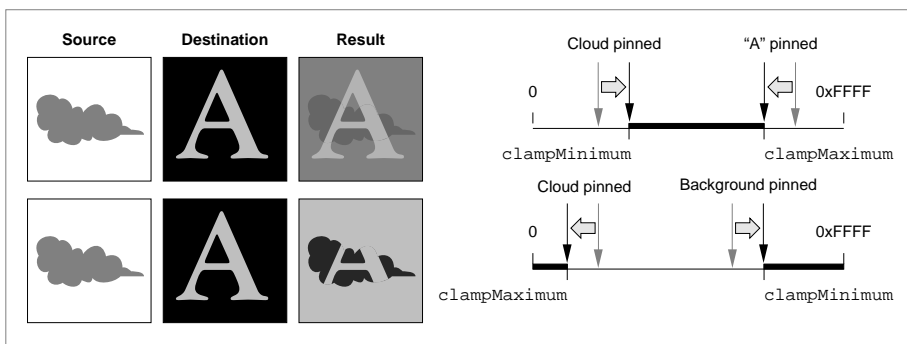 Source Destination Result
A A
A A
Cloud pinned “A” pinned
0 0xFFFF
clampMinimum clampMaximum
Cloud pinned Background pinned
0 0xFFFF
clampMaximum clampMinimum